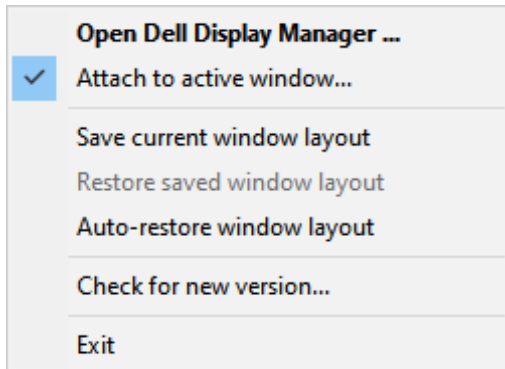 Open Dell Display Manager ...
Attach to active window...
Save current window layout
Restore saved window layout
Auto-restore window layout
Check for new version...
Exit